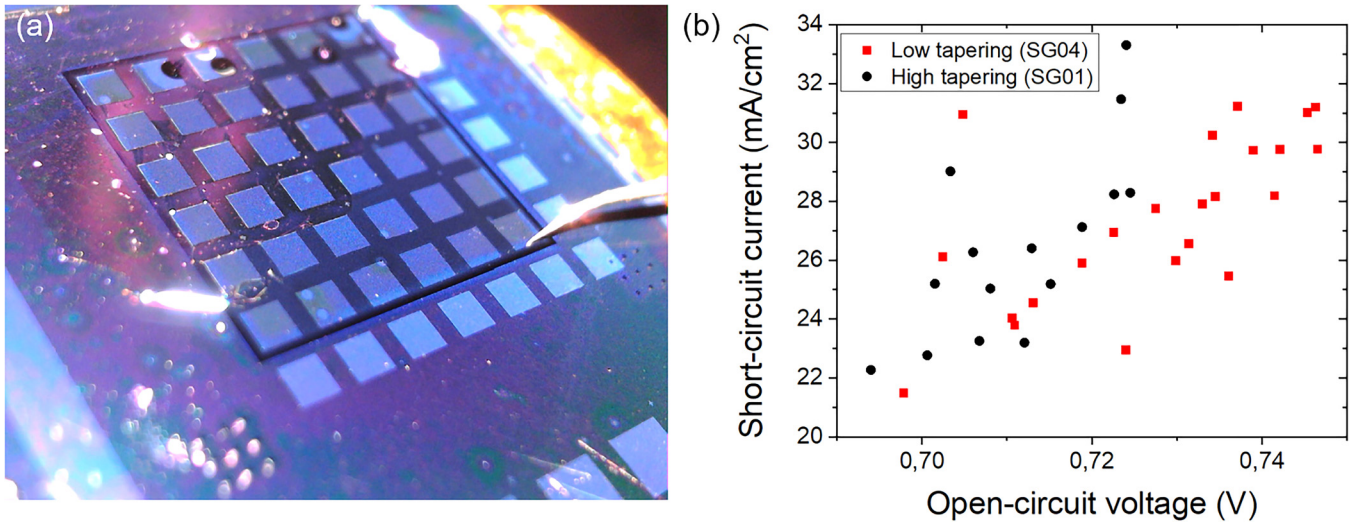 (a)
(b)
Short-circuit current (mA/cm²)
34
32
30
28
26
24
22
20
Low tapering (SG04)
High tapering (SG01)
0,70 0,72 0,74
Open-circuit voltage (V)